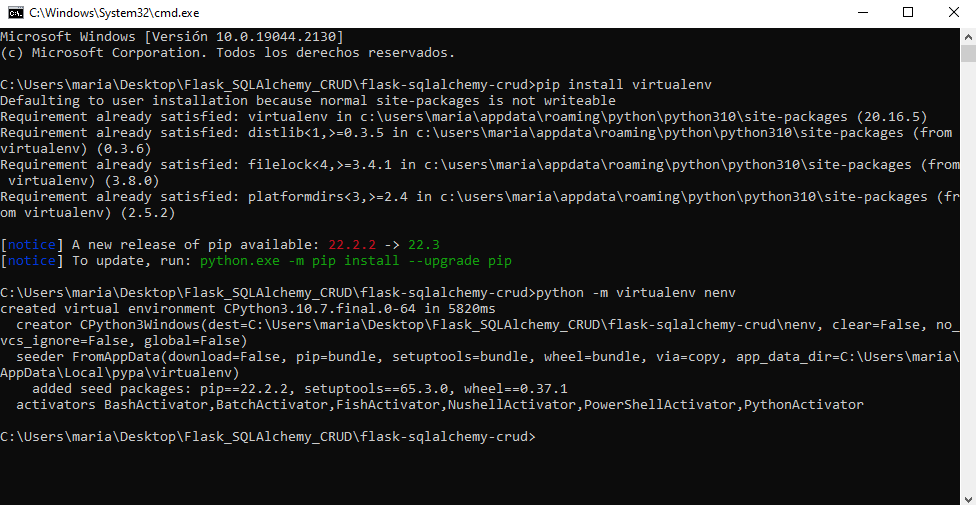 C:\Windows\System32\cmd.exe
Microsoft Windows [Versión 10.0.19044.2130]
(c) Microsoft Corporation. Todos los derechos reservados.
C:\Users\maria\Desktop\Flask_SQLAlchemy_CRUD\flask-sqlalchemy-crud>pip install virtualenv
Defaulting to user installation because normal site-packages is not writeable
Requirement already satisfied: virtualenv in c:\users\maria\appdata\roaming\python\python310\site-packages (20.16.5)
Requirement already satisfied: distlib<1,>=0.3.5 in c:\users\maria\appdata\roaming\python\python310\site-packages (from 
virtualenv) (0.3.6)
Requirement already satisfied: filelock<4,>=3.4.1 in c:\users\maria\appdata\roaming\python\python310\site-packages (from
 virtualenv) (3.8.0)
Requirement already satisfied: platformdirs<3,>=2.4 in c:\users\maria\appdata\roaming\python\python310\site-packages (fr
om virtualenv) (2.5.2)
[notice] A new release of pip available: 22.2.2 -> 22.3
[notice] To update, run: python.exe -m pip install --upgrade pip
C:\Users\maria\Desktop\Flask_SQLAlchemy_CRUD\flask-sqlalchemy-crud>python -m virtualenv nenv
created virtual environment CPython3.10.7.final.0-64 in 5820ms
  creator CPython3Windows(dest=C:\Users\maria\Desktop\Flask_SQLAlchemy_CRUD\flask-sqlalchemy-crud\nenv, clear=False, no_
vcs_ignore=False, global=False)
  seeder FromAppData(download=False, pip=bundle, setuptools=bundle, wheel=bundle, via=copy, app_data_dir=C:\Users\maria\
AppData\Local\pypa\virtualenv)
    added seed packages: pip==22.2.2, setuptools==65.3.0, wheel==0.37.1
  activators BashActivator,BatchActivator,FishActivator,NushellActivator,PowerShellActivator,PythonActivator
C:\Users\maria\Desktop\Flask_SQLAlchemy_CRUD\flask-sqlalchemy-crud>